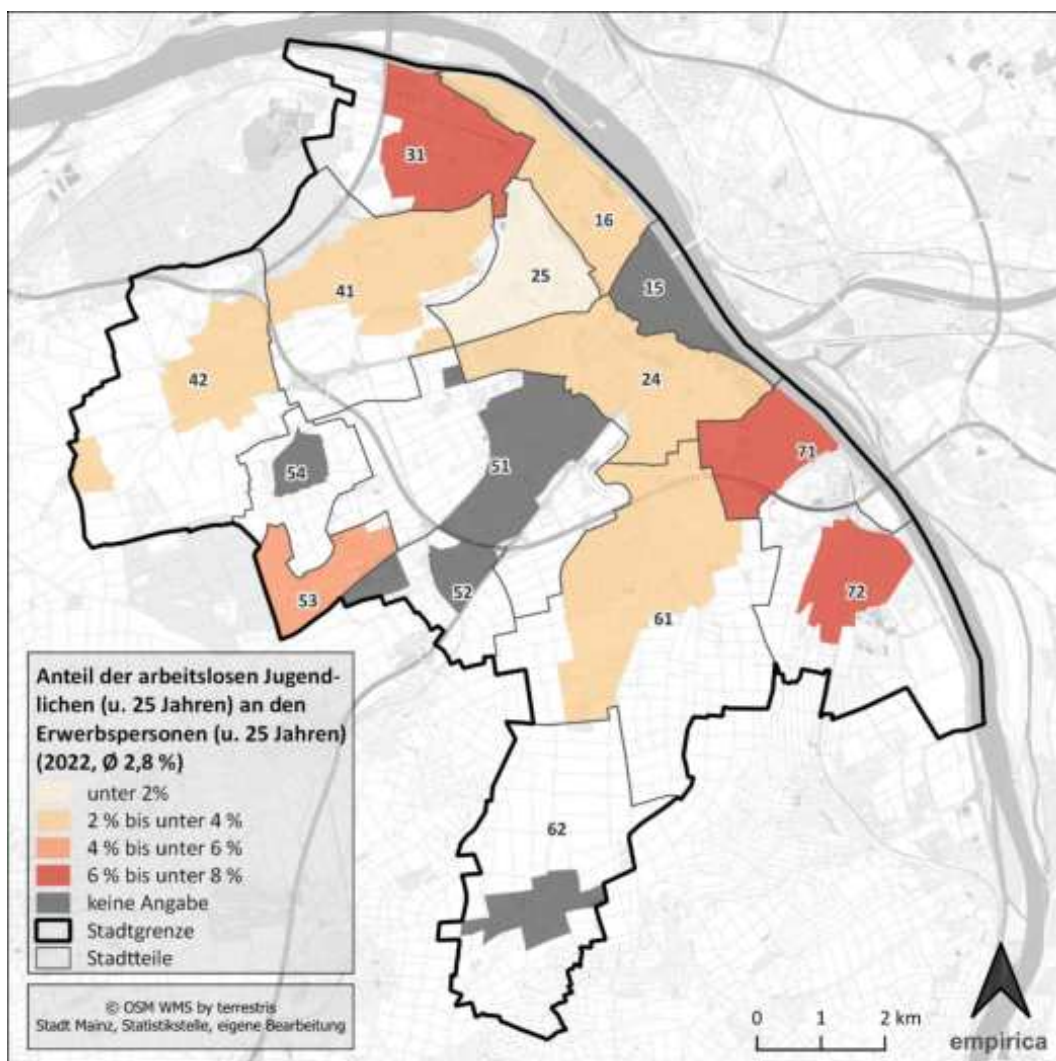 31
16
25
15
41
42
24
51
71
54
53
52
61
72
62
Anteil der arbeitslosen Jugend-
lichen (u. 25 Jahren) an den
Erwerbspersonen (u. 25 Jahren)
(2022, Ø 2,8 %)
unter 2%
2 % bis unter 4 %
4 % bis unter 6 %
6 % bis unter 8 %
keine Angabe
Stadtgrenze
Stadtteile
© OSM WMS by terrestris
Stadt Mainz, Statistikstelle, eigene Bearbeitung
0 1 2 km
empirica